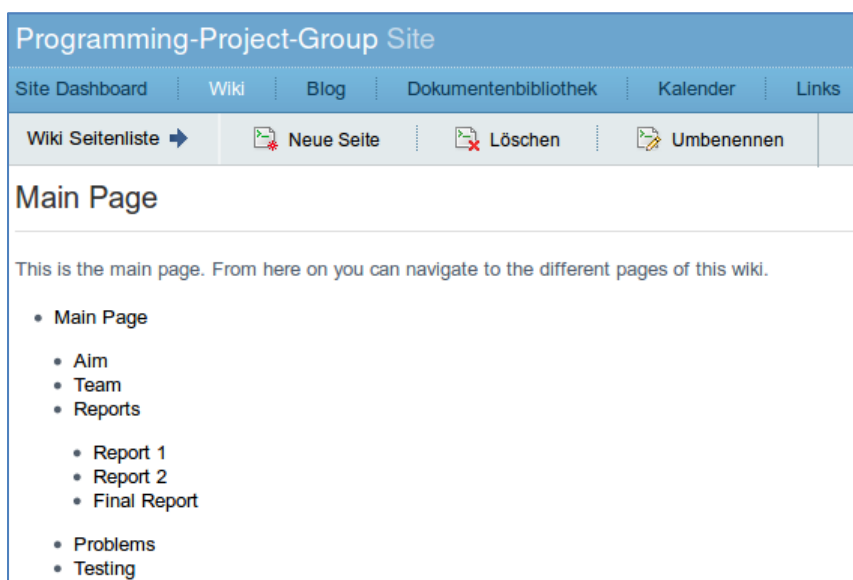 Programming-Project-Group Site
Site Dashboard Wiki Blog Dokumentenbibliothek Kalender Links
Wiki Seitenliste Neue Seite Löschen Umbenennen
Main Page
This is the main page. From here on you can navigate to the different pages of this wiki.
Main Page
Aim
Team
Reports
Report 1
Report 2
Final Report
Problems
Testing